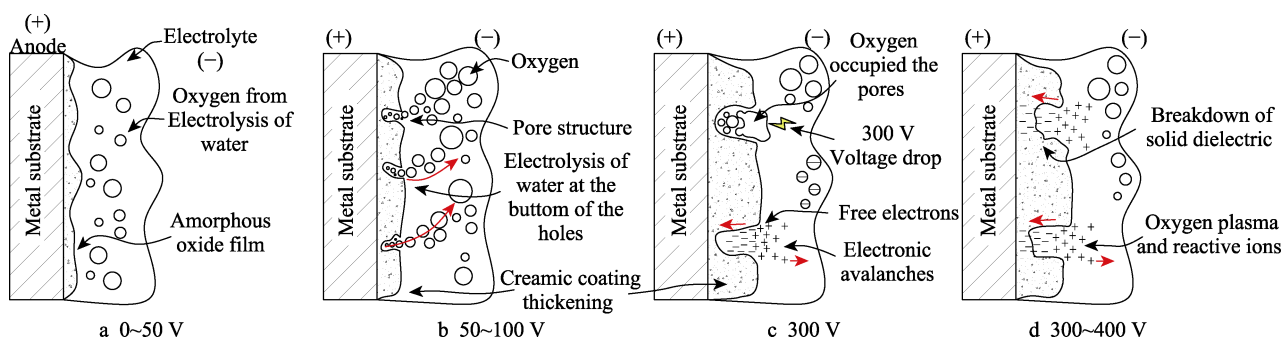 (+)
Anode
Electrolyte
(−)
Oxygen from
Electrolysis of
water
Amorphous
oxide film
Metal substrate
a 0~50 V
(+)
(−)
Oxygen
Pore structure
Electrolysis of
water at the
buttom of the
holes
Creamic coating
thickening
Metal substrate
b 50~100 V
(+)
(−)
Oxygen
occupied the
pores
300 V
Voltage drop
Free electrons
Electronic
avalanches
Metal substrate
c 300 V
(+)
(−)
Breakdown of
solid dielectric
Oxygen plasma
and reactive ions
Metal substrate
d 300~400 V